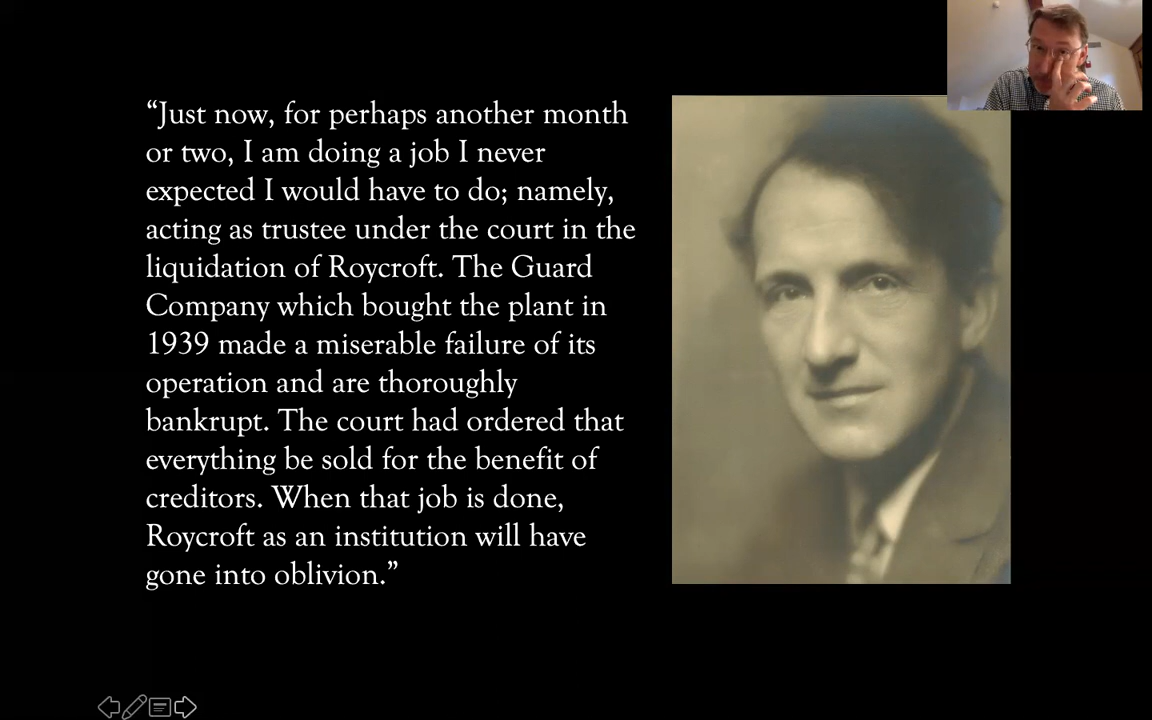 “Just now, for perhaps another month
or two, I am doing a job I never
expected I would have to do; namely,
acting as trustee under the court in the
liquidation of Roycroft. The Guard
Company which bought the plant in
1939 made a miserable failure of its
operation and are thoroughly
bankrupt. The court had ordered that
everything be sold for the benefit of
creditors. When that job is done,
Roycroft as an institution will have
gone into oblivion.”